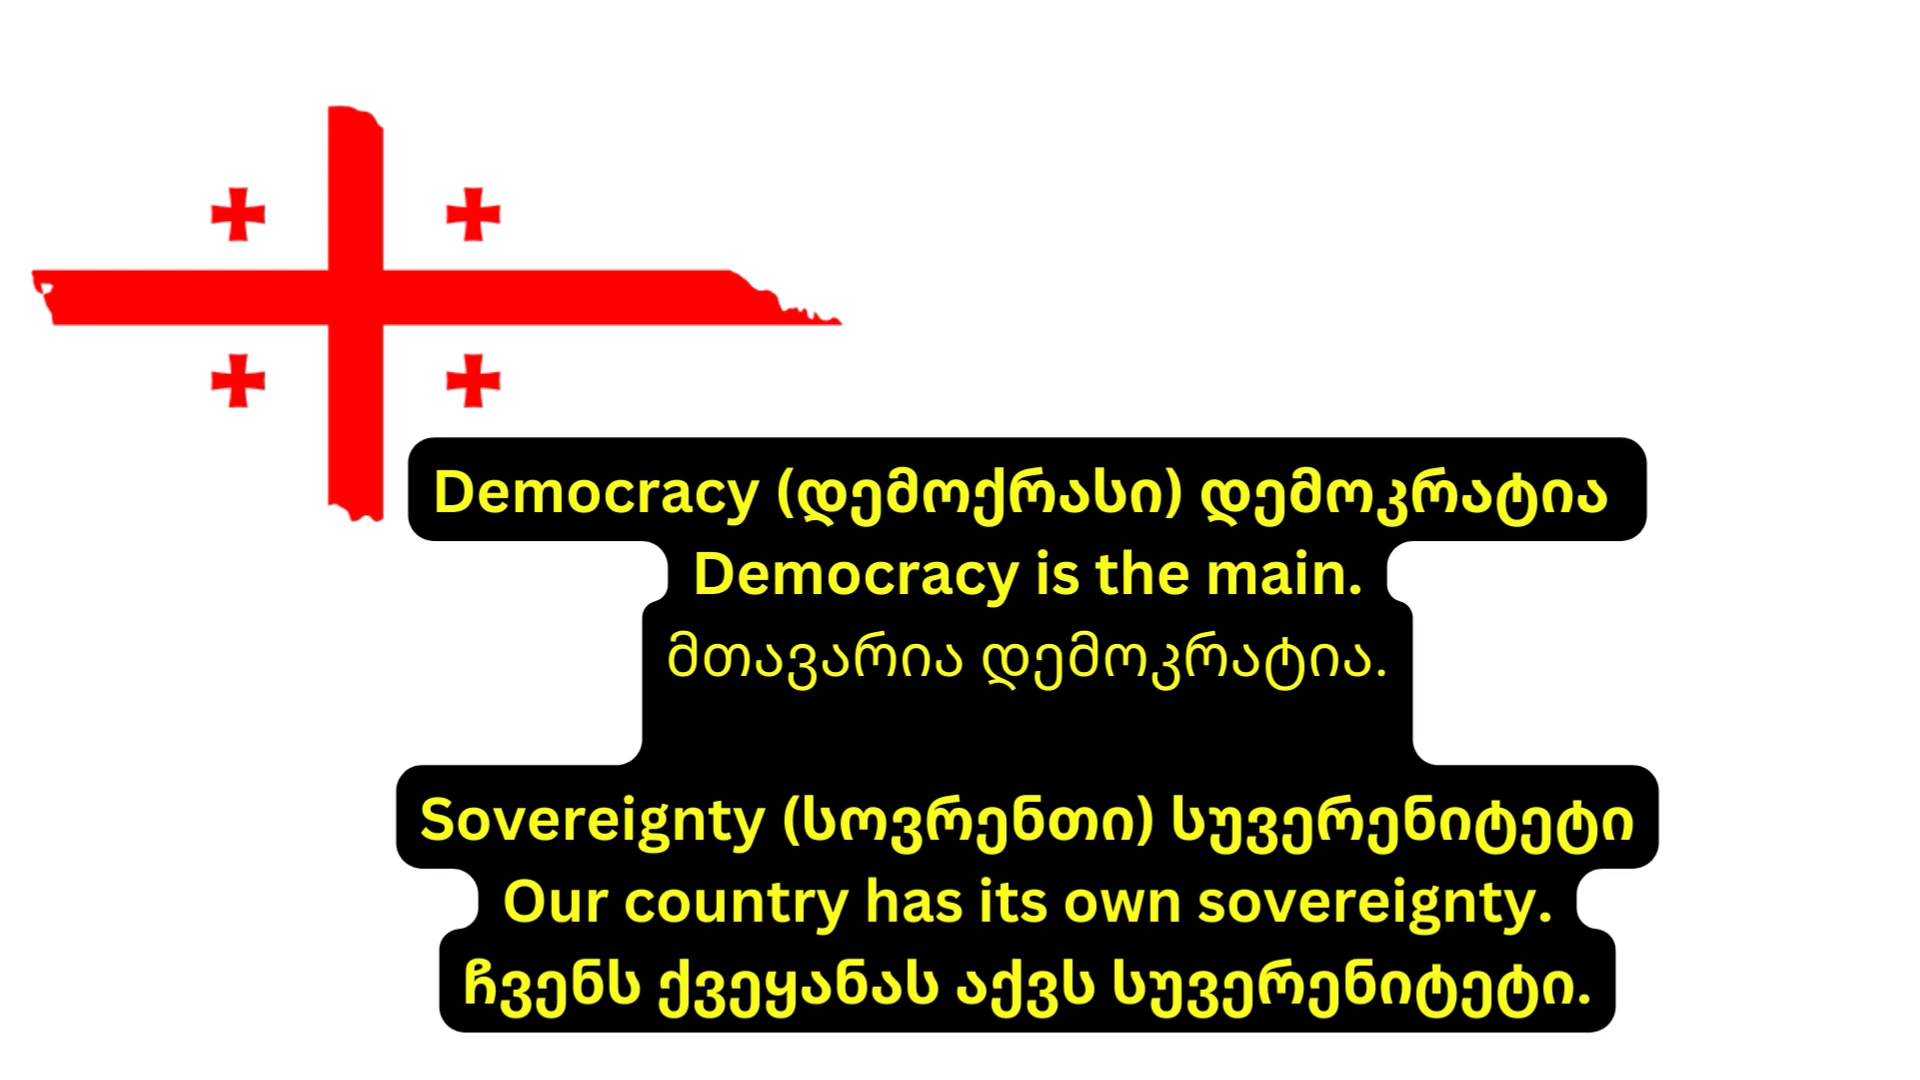 Democracy (დემოქრასი) დემოკრატია
Democracy is the main.
მთავარია დემოკრატია.
Sovereignty (სოვრენთი) სუვერენიტეტი
Our country has its own sovereignty.
ჩვენს ქვეყანას აქვს სუვერენიტეტი.